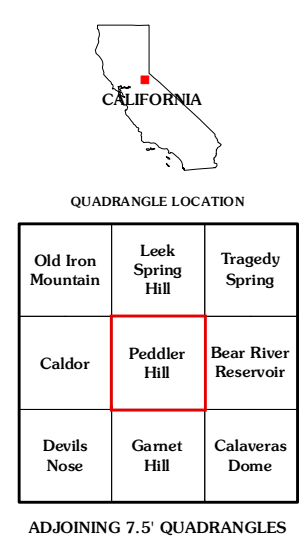 CALIFORNIA
QUADRANGLE LOCATION
Old Iron
Mountain
Leek
Spring
Hill
Tragedy
Spring
Caldor
Peddler
Hill
Bear River
Reservoir
Devils
Nose
Garnet
Hill
Calaveras
Dome
ADJOINING 7.5' QUADRANGLES